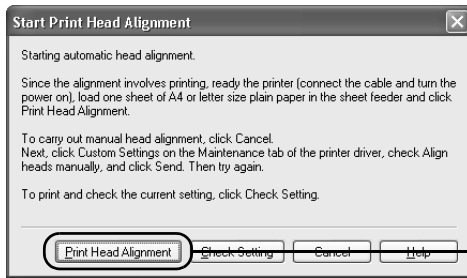 Start Print Head Alignment
Starting automatic head alignment.
Since the alignment involves printing, ready the printer (connect the cable and turn the
power on), load one sheet of A4 or letter size plain paper in the sheet feeder and click
Print Head Alignment.
To carry out manual head alignment, click Cancel.
Next, click Custom Settings on the Maintenance tab of the printer driver, check Align
heads manually, and click Send. Then try again.
To print and check the current setting, click Check Setting.
Print Head Alignment Check Setting Cancel Help